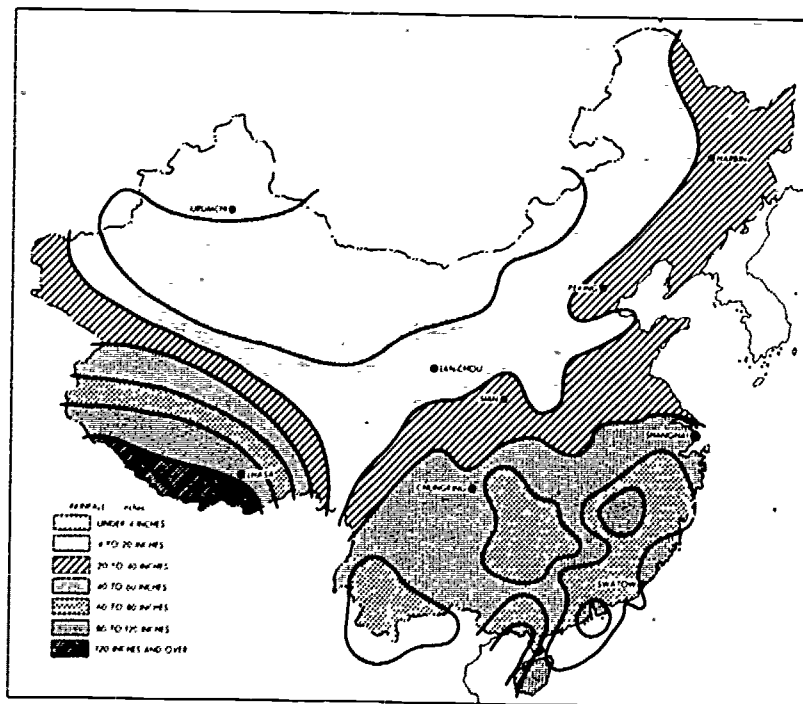 HARBIN
URUMCHI
PEKING
LANCHOU
SIAN
SHANGHAI
LHASA
CHUNGKING
SWATOW
RAINFALL
UNDER 4 INCHES
4 TO 20 INCHES
20 TO 40 INCHES
40 TO 60 INCHES
60 TO 80 INCHES
80 TO 120 INCHES
120 INCHES AND OVER